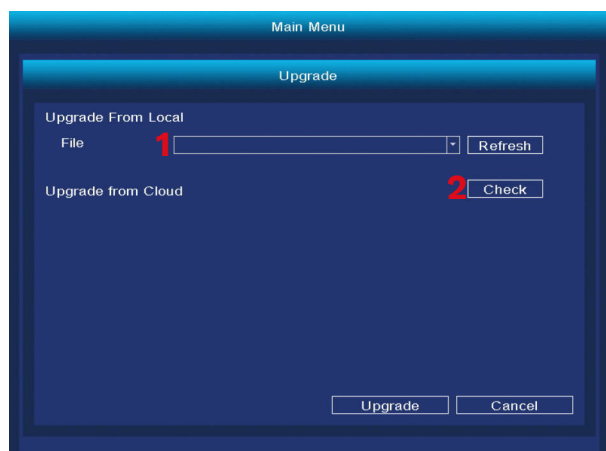 Main Menu
Upgrade
Upgrade From Local
File 1 Refresh
Upgrade from Cloud 2 Check
Upgrade Cancel